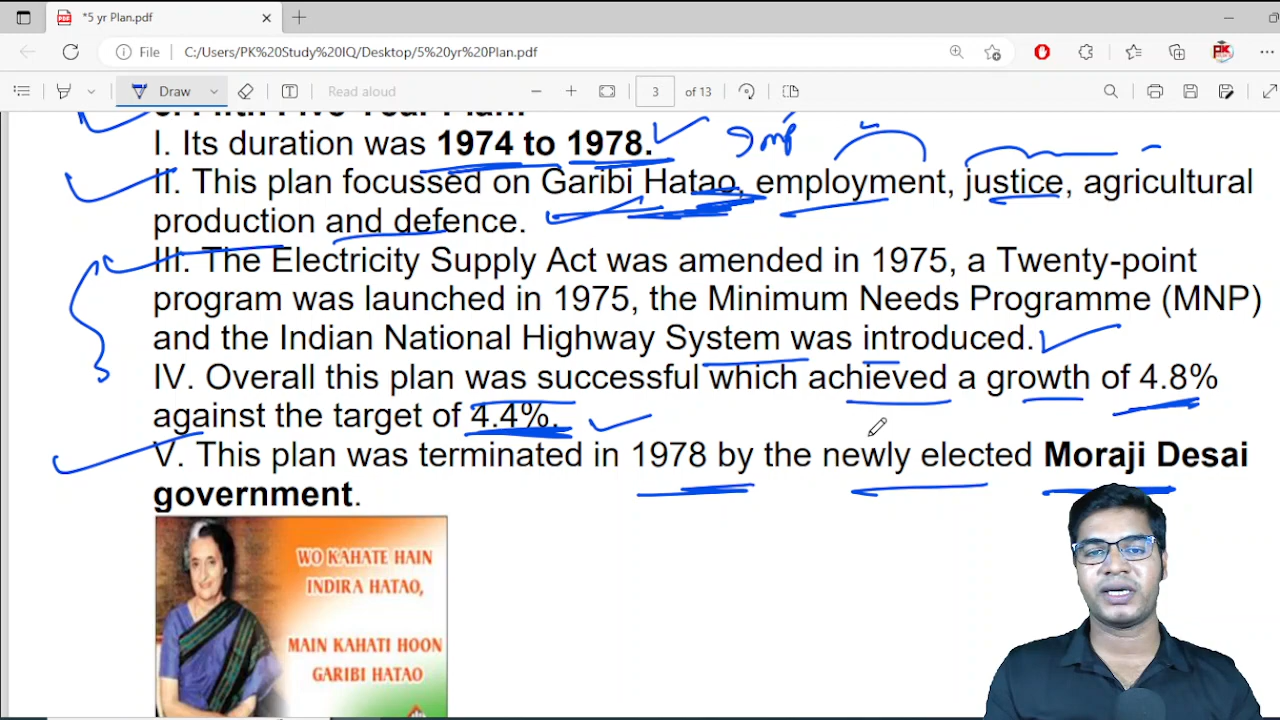 *5 yr Plan.pdf
File C:/Users/PK%20Study%20IQ/Desktop/5%20yr%20Plan.pdf
Draw Read aloud 3 of 13
I. Its duration was 1974 to 1978.
II. This plan focussed on Garibi Hatao, employment, justice, agricultural
production and defence.
III. The Electricity Supply Act was amended in 1975, a Twenty-point
program was launched in 1975, the Minimum Needs Programme (MNP)
and the Indian National Highway System was introduced.
IV. Overall this plan was successful which achieved a growth of 4.8%
against the target of 4.4%.
V. This plan was terminated in 1978 by the newly elected Moraji Desai
government.
WO KAHATE HAIN
INDIRA HATAO,
MAIN KAHATI HOON
GARIBI HATAO